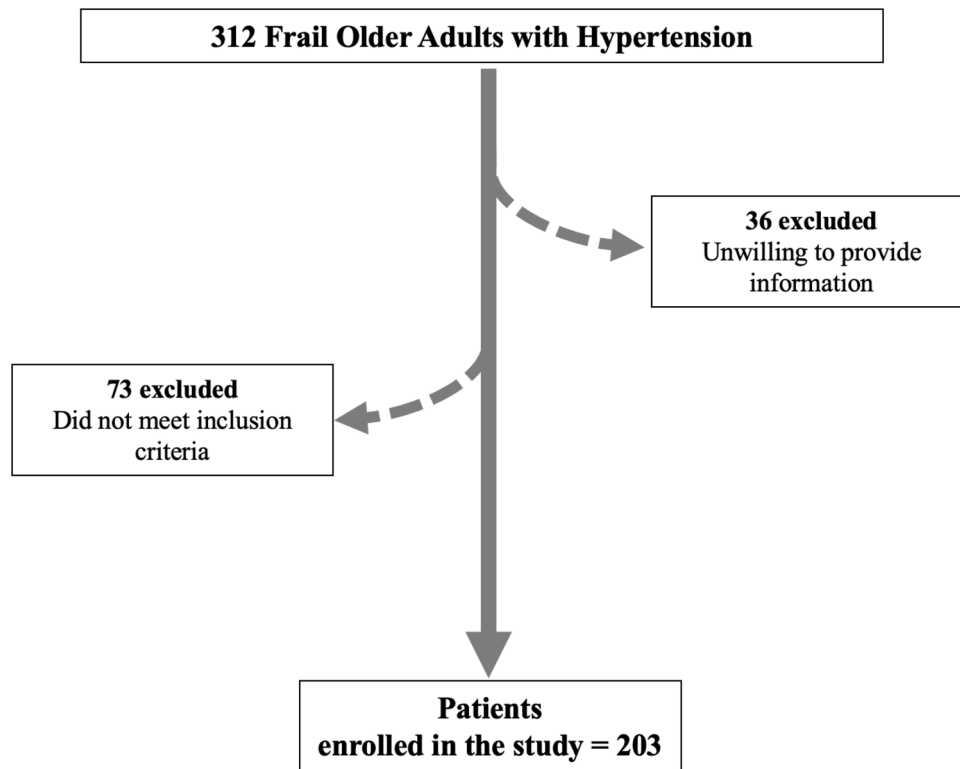 312 Frail Older Adults with Hypertension
36 excluded
Unwilling to provide
information
73 excluded
Did not meet inclusion
criteria
Patients
enrolled in the study = 203